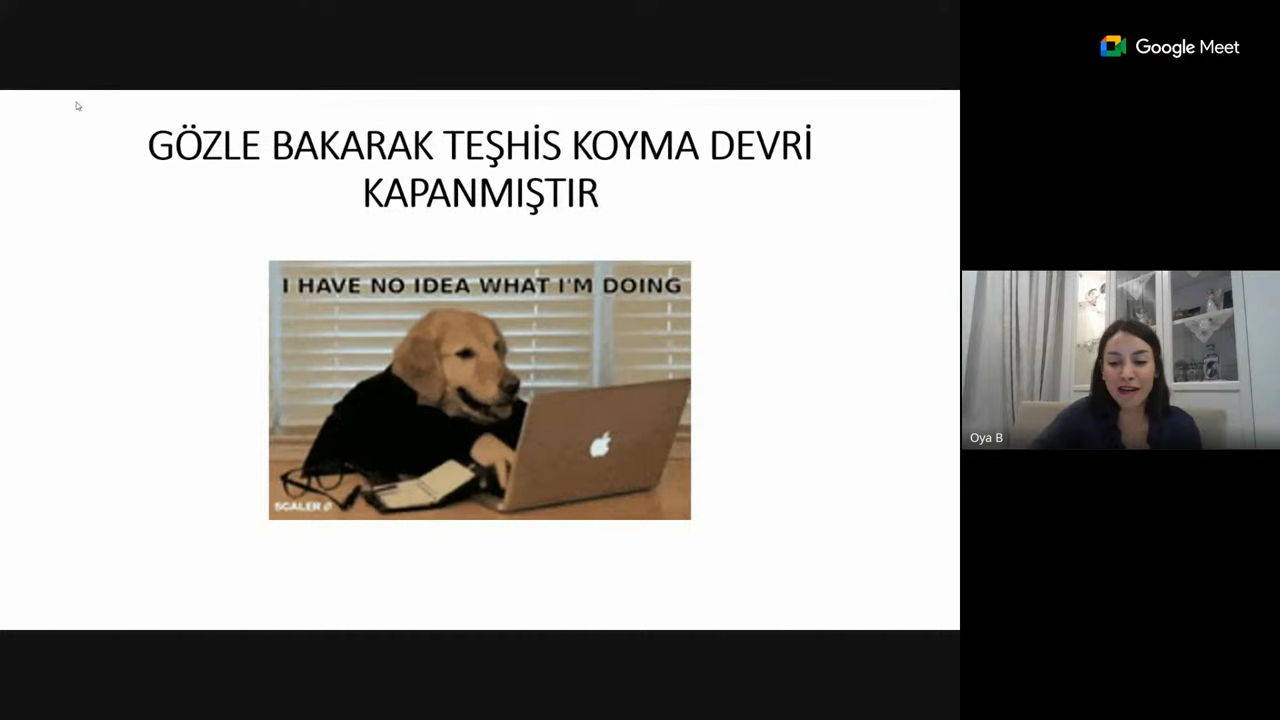 Google Meet
GÖZLE BAKARAK TEŞHİS KOYMA DEVRİ
KAPANMIŞTIR
I HAVE NO IDEA WHAT I'M DOING
SCALER
Oya B